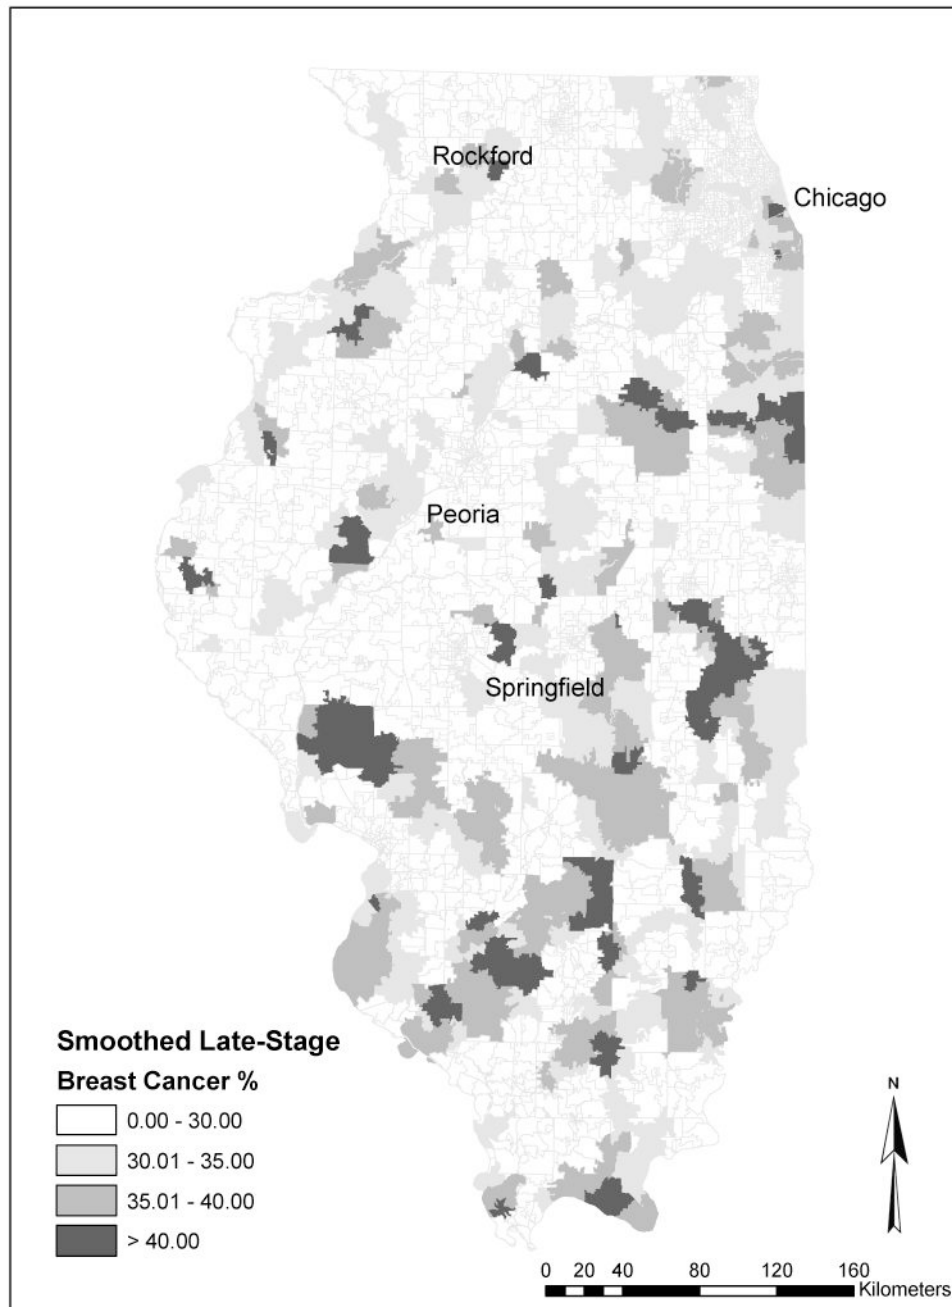 Rockford
Chicago
Peoria
Springfield
Smoothed Late-Stage
Breast Cancer %
0.00 - 30.00
30.01 - 35.00
35.01 - 40.00
> 40.00
N
0 20 40 80 120 160
Kilometers